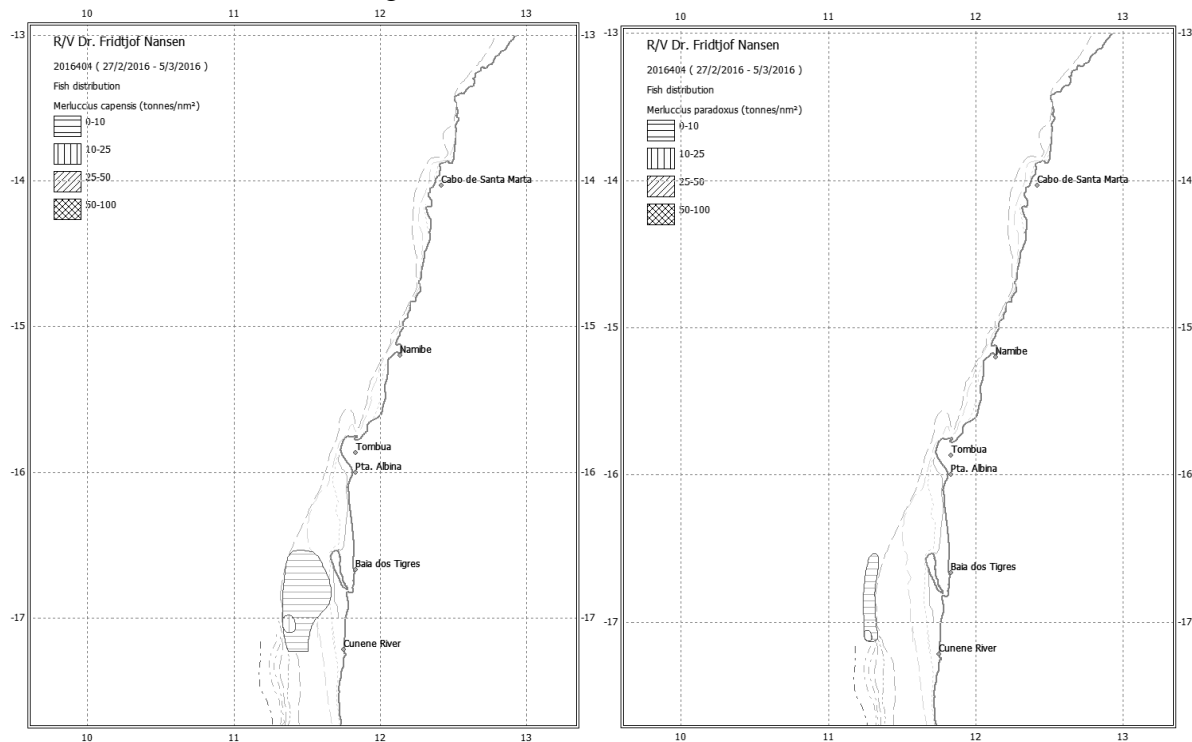 10 11 12 13
-13 -13
R/V Dr. Fridtjof Nansen
2016404 ( 27/2/2016 - 5/3/2016 )
Fish distribution
Merluccus capensis (tonnes/nm²)
0-10
10-25
25-50
50-100
-14 -14
Cabo de Santa Marta
-15 -15
Namibe
Tombua
-16 -16
Pta. Albina
Baia dos Tigres
-17 -17
Cunene River
10 11 12 13
10 11 12 13
-13 -13
R/V Dr. Fridtjof Nansen
2016404 ( 27/2/2016 - 5/3/2016 )
Fish distribution
Merluccus paradoxus (tonnes/nm²)
0-10
10-25
25-50
50-100
-14 -14
Cabo de Santa Marta
-15 -15
Namibe
Tombua
-16 -16
Pta. Albina
Baia dos Tigres
-17 -17
Cunene River
10 11 12 13